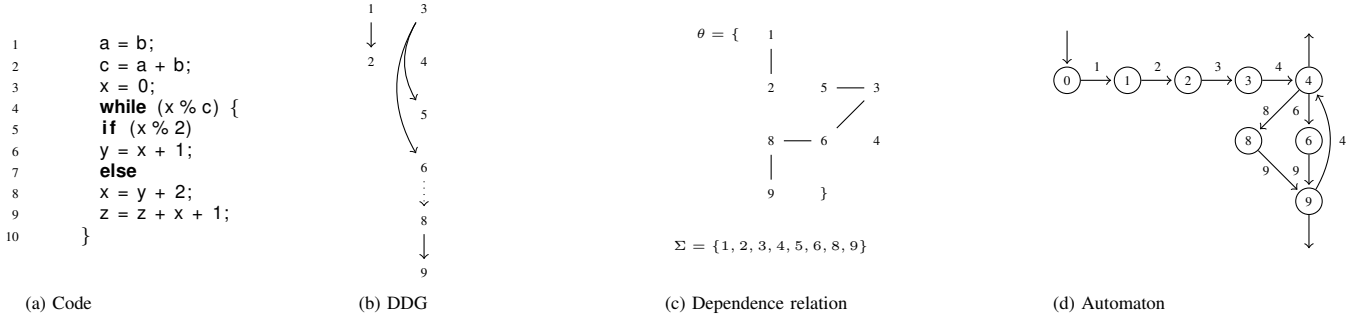 1 a = b;
2 c = a + b;
3 x = 0;
4 while (x % c) {
5 if (x % 2)
6 y = x + 1;
7 else
8 x = y + 2;
9 z = z + x + 1;
10 }
(a) Code
1 3
2 4
5
6
8
9
(b) DDG
θ = { 1
2 5 3
8 6 4
9 }
Σ = {1, 2, 3, 4, 5, 6, 8, 9}
(c) Dependence relation
1 2 3 4
0 1 2 3 4
8 6
8 6 4
9 9
9
(d) Automaton